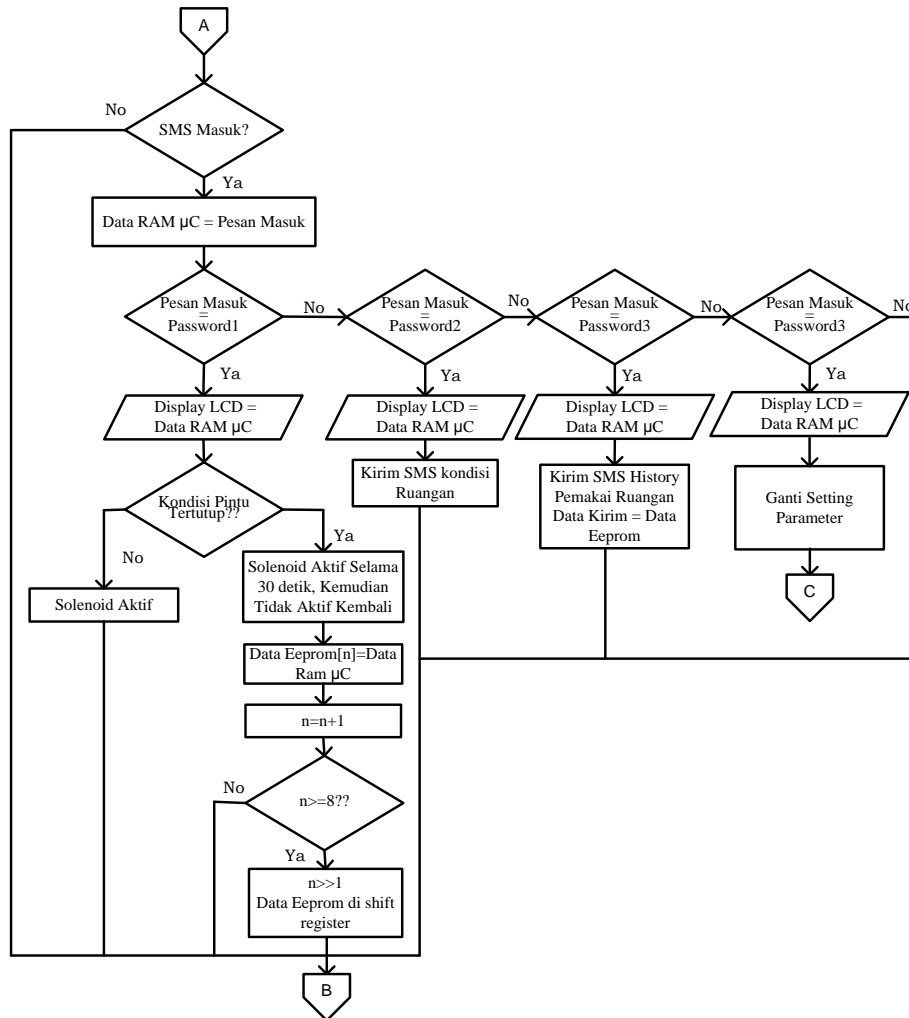 A
No
SMS Masuk?
Ya
Data RAM µC = Pesan Masuk
Pesan Masuk
=
Password1
No
Pesan Masuk
=
Password2
No
Pesan Masuk
=
Password3
No
Pesan Masuk
=
Password3
No
Ya
Ya
Ya
Ya
Display LCD =
Data RAM µC
Display LCD =
Data RAM µC
Display LCD =
Data RAM µC
Display LCD =
Data RAM µC
Kondisi Pintu
Tertutup??
Kirim SMS kondisi
Ruangan
Kirim SMS History
Pemakai Ruangan
Data Kirim = Data
Eeprom
Ganti Setting
Parameter
No
Ya
Solenoid Aktif
Solenoid Aktif Selama
30 detik, Kemudian
Tidak Aktif Kembali
C
Data Eeprom[n]=Data
Ram µC
n=n+1
No
n>=8??
Ya
n>>1
Data Eeprom di shift
register
B